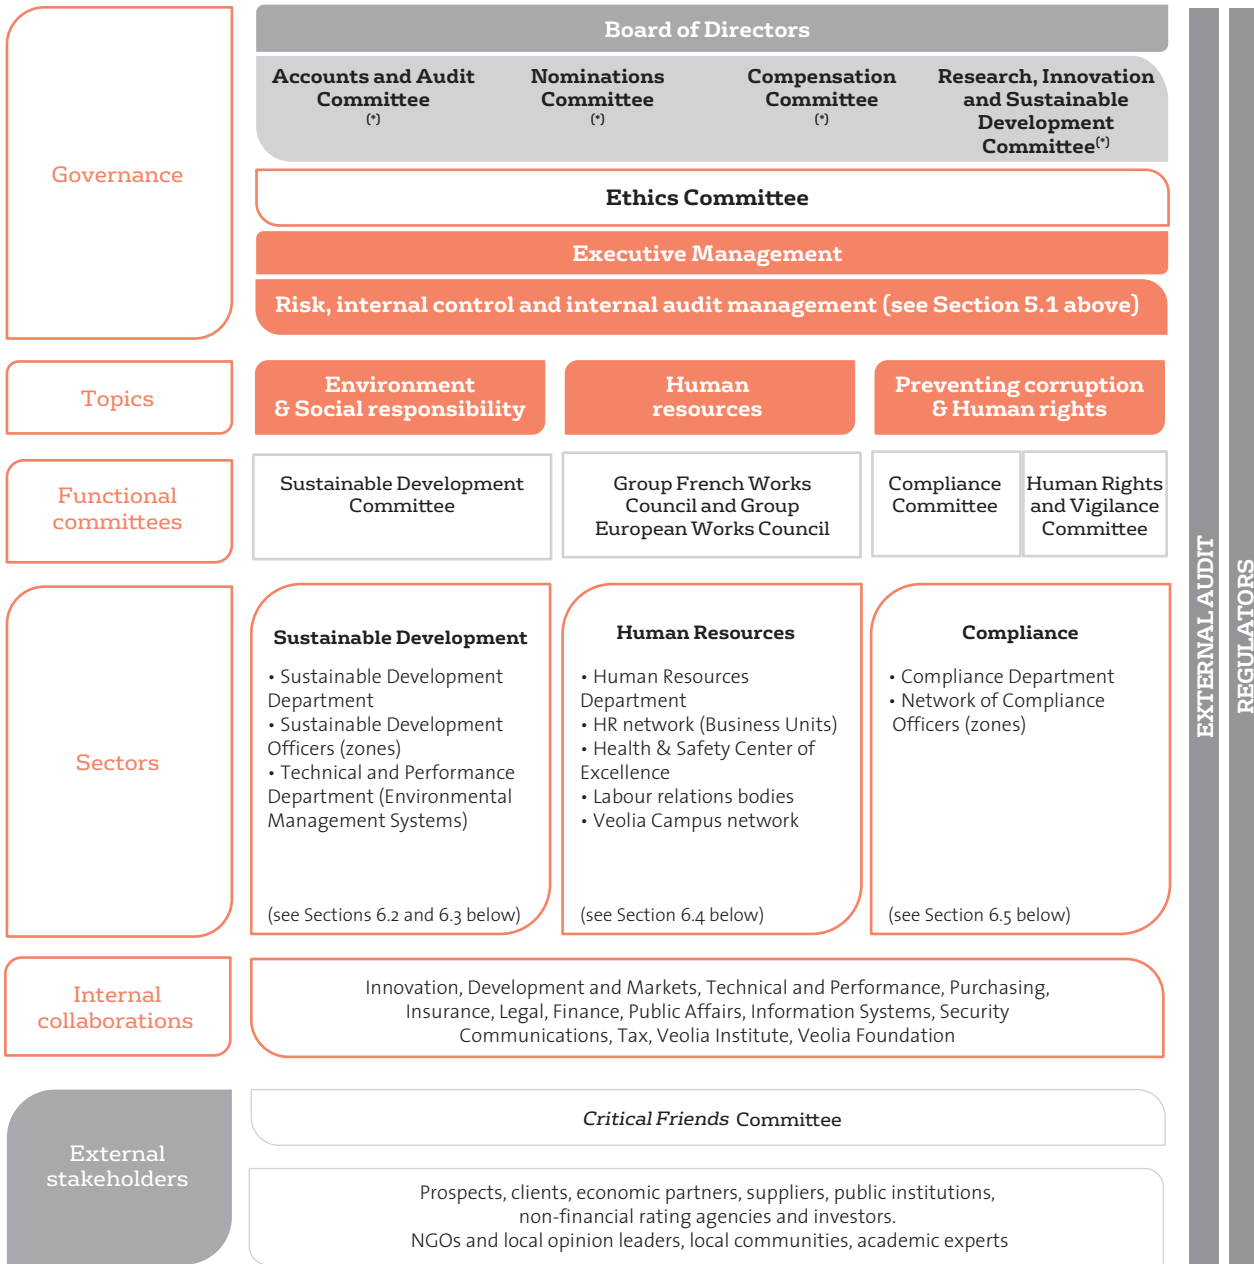 Board of Directors
Accounts and Audit
Committee
(*)
Nominations
Committee
(*)
Compensation
Committee
(*)
Research, Innovation
and Sustainable
Development
Committee(*)
Governance
Ethics Committee
Executive Management
Risk, internal control and internal audit management (see Section 5.1 above)
Topics
Environment
& Social responsibility
Human
resources
Preventing corruption
& Human rights
Functional
committees
Sustainable Development
Committee
Group French Works
Council and Group
European Works Council
Compliance
Committee
Human Rights
and Vigilance
Committee
Sectors
Sustainable Development
• Sustainable Development
Department
• Sustainable Development
Officers (zones)
• Technical and Performance
Department (Environmental
Management Systems)
(see Sections 6.2 and 6.3 below)
Human Resources
• Human Resources
Department
• HR network (Business Units)
• Health & Safety Center of
Excellence
• Labour relations bodies
• Veolia Campus network
(see Section 6.4 below)
Compliance
• Compliance Department
• Network of Compliance
Officers (zones)
(see Section 6.5 below)
Internal
collaborations
Innovation, Development and Markets, Technical and Performance, Purchasing,
Insurance, Legal, Finance, Public Affairs, Information Systems, Security
Communications, Tax, Veolia Institute, Veolia Foundation
External
stakeholders
Critical Friends Committee
Prospects, clients, economic partners, suppliers, public institutions,
non-financial rating agencies and investors.
NGOs and local opinion leaders, local communities, academic experts
EXTERNAL AUDIT
REGULATORS